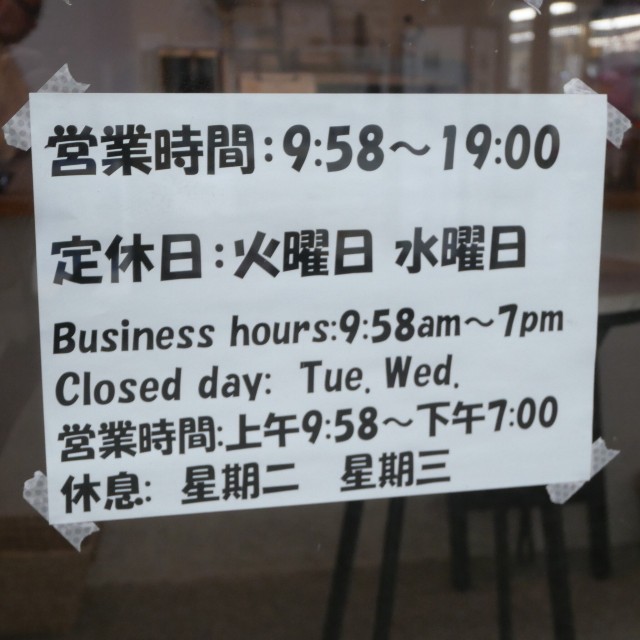 営業時間:9:58～19:00
定休日:火曜日 水曜日
Business hours:9:58am～7pm
Closed day: Tue. Wed.
営業時間:上午9:58～下午7:00
休息: 星期二 星期三